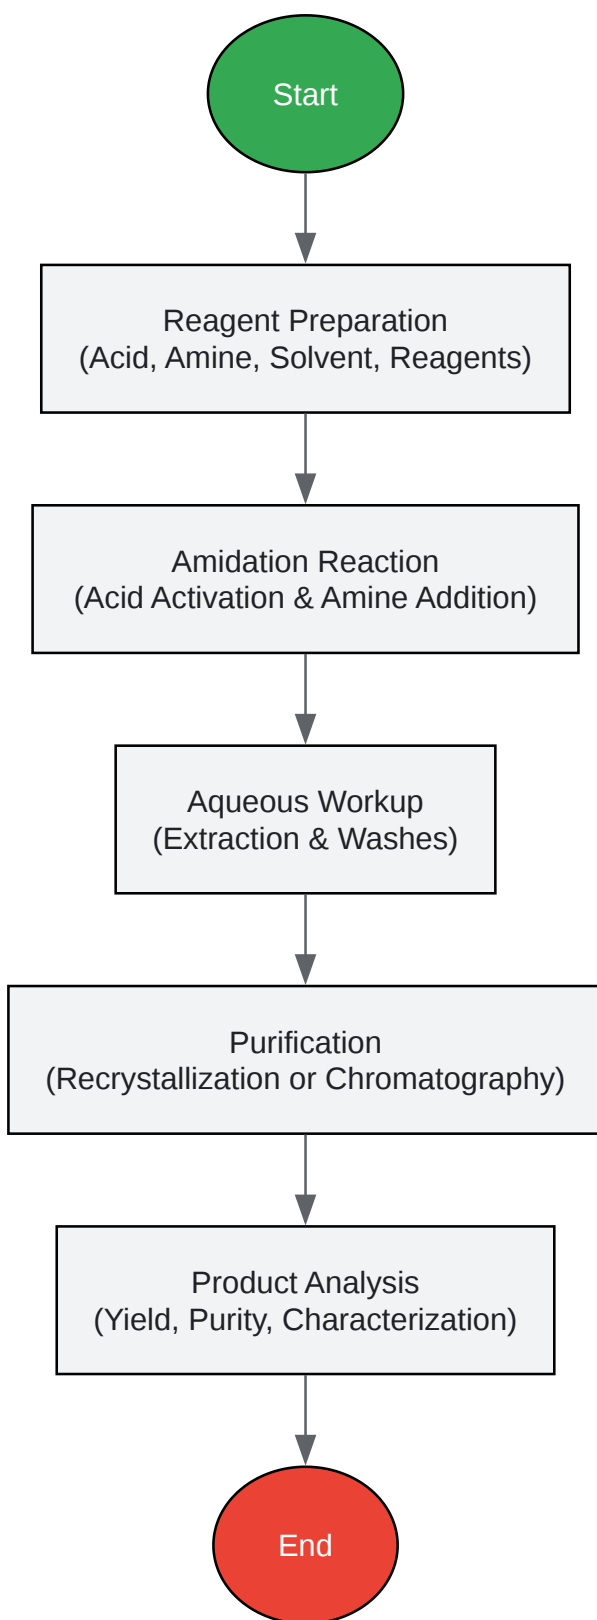 Start
Reagent Preparation
(Acid, Amine, Solvent, Reagents)
Amidation Reaction
(Acid Activation & Amine Addition)
Aqueous Workup
(Extraction & Washes)
Purification
(Recrystallization or Chromatography)
Product Analysis
(Yield, Purity, Characterization)
End